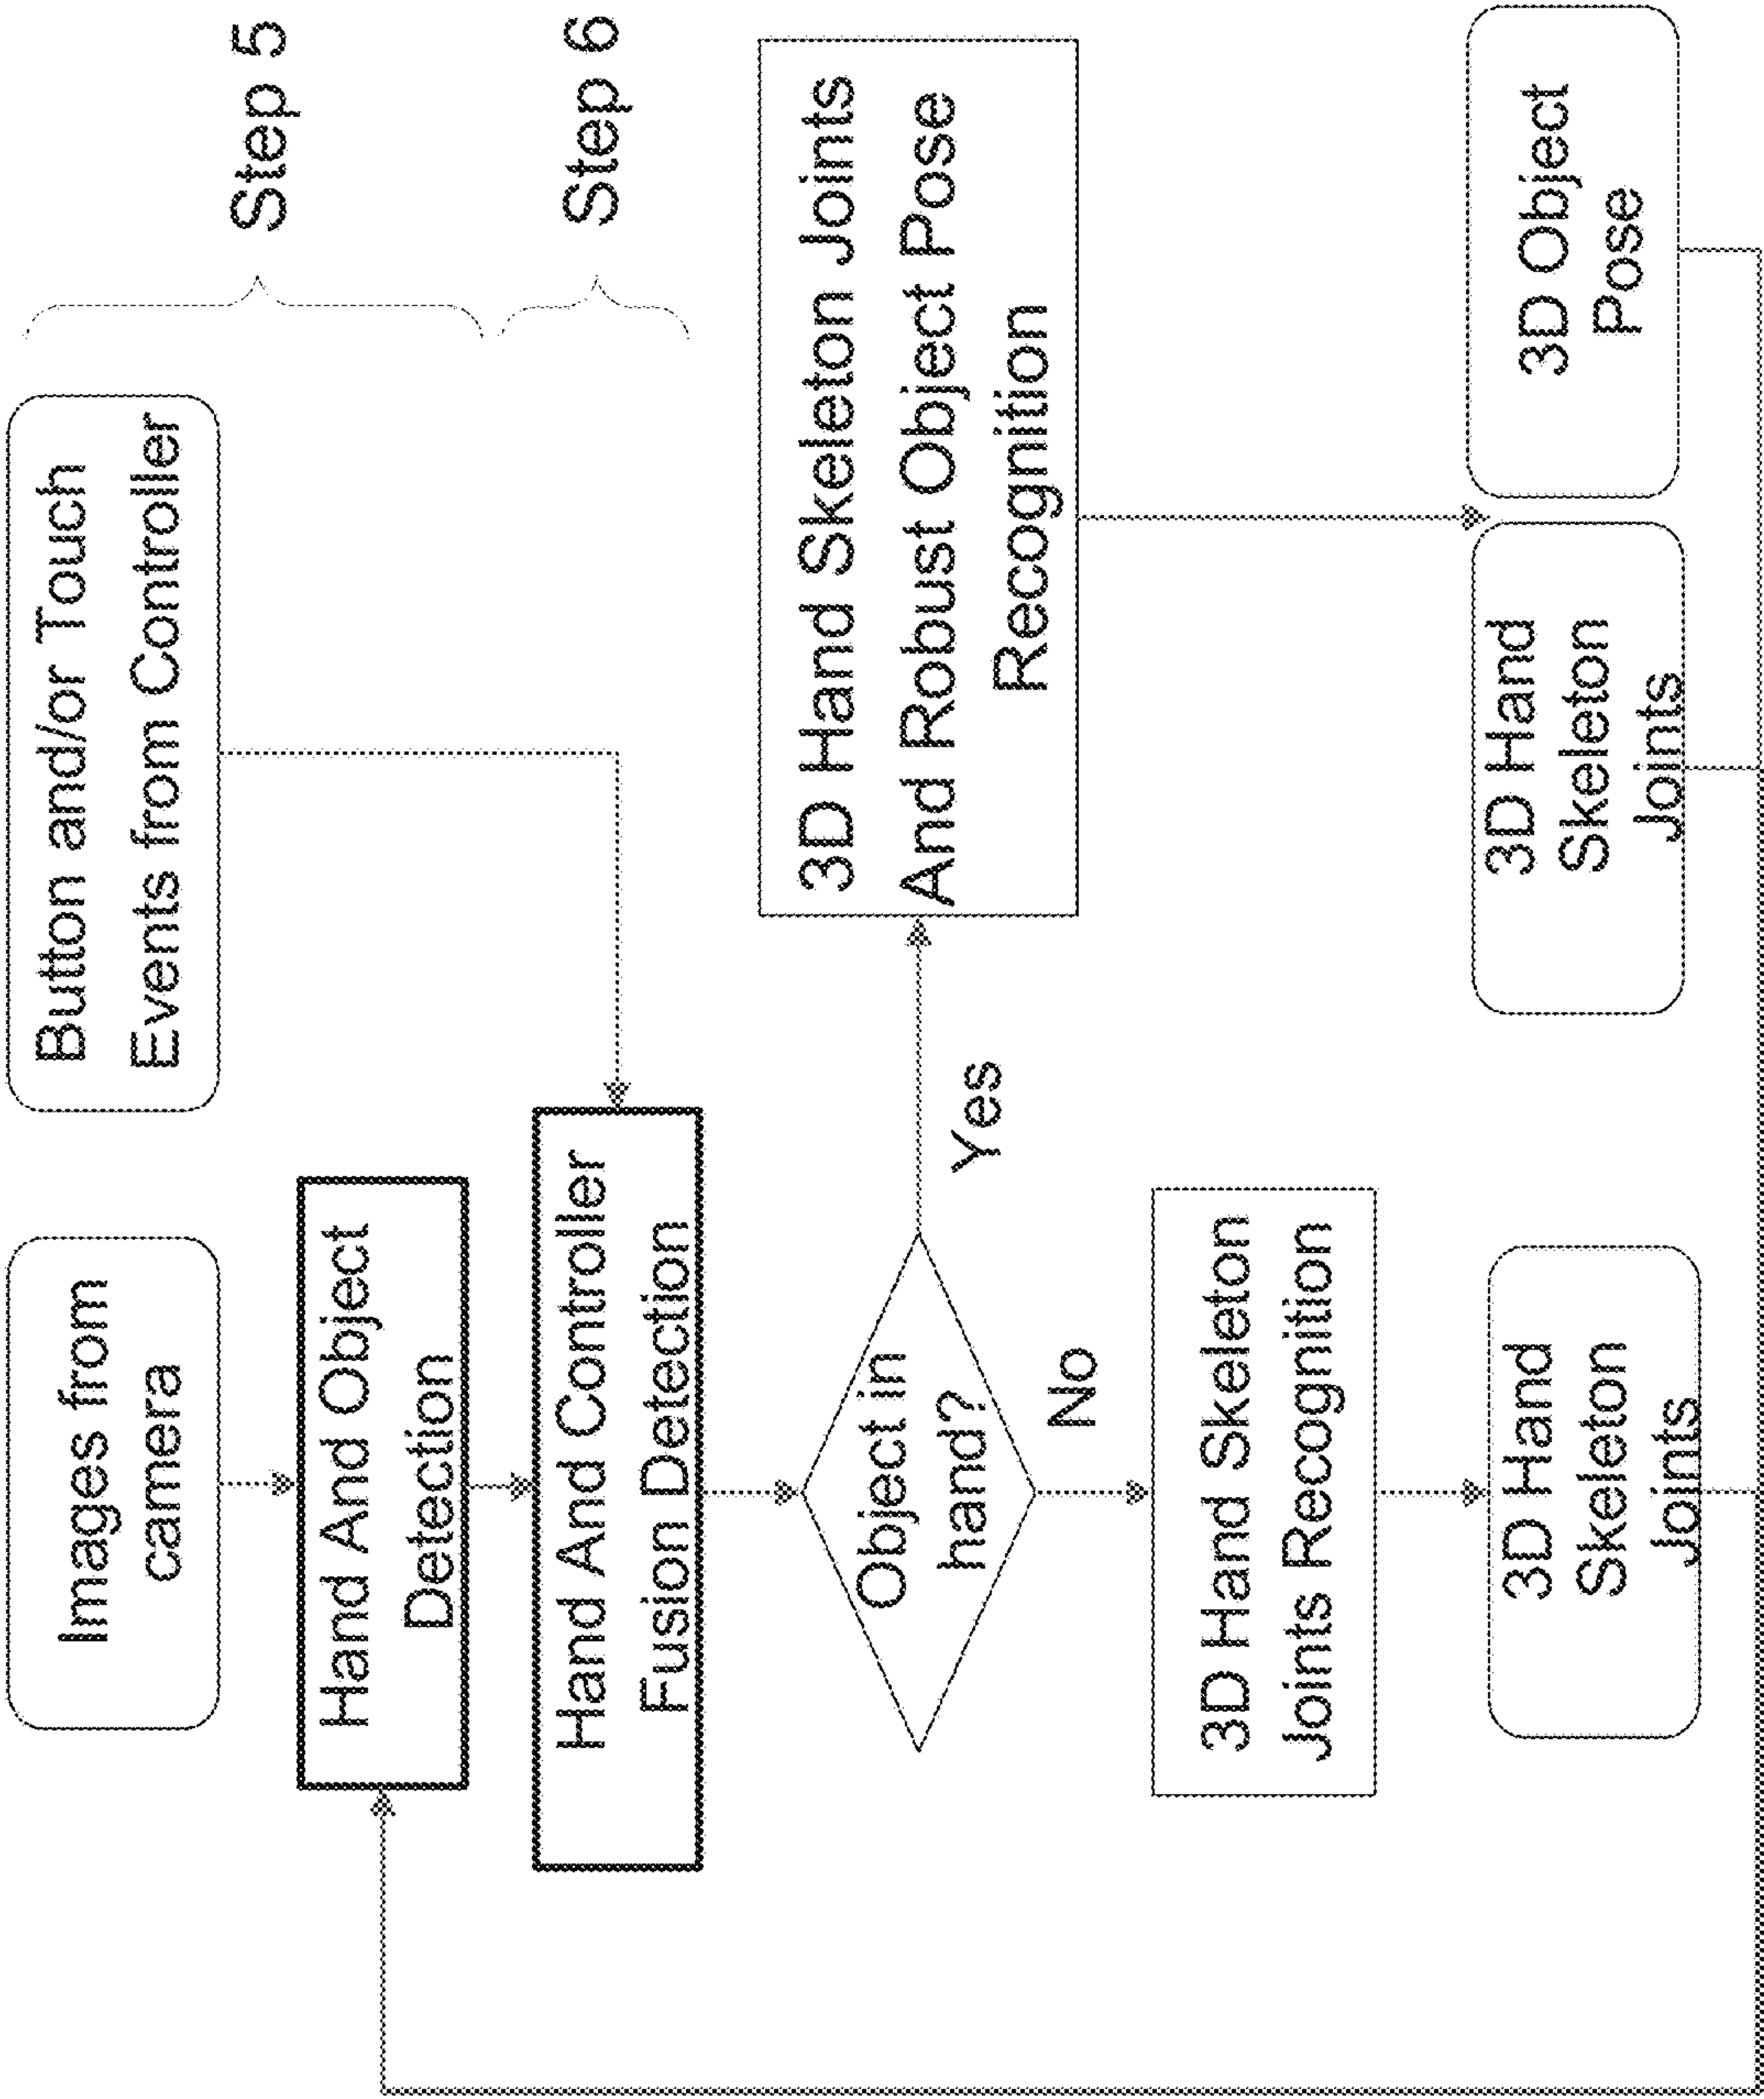 Images from
camera
Button and/or Touch
Events from Controller
Step 5
Hand And Object
Detection
Hand And Controller
Fusion Detection
Step 6
Object in
hand?
Yes
No
3D Hand Skeleton Joints
And Robust Object Pose
Recognition
3D Hand Skeleton
Joints Recognition
3D Hand
Skeleton
Joints
3D Hand
Skeleton
Joints
3D Object
Pose